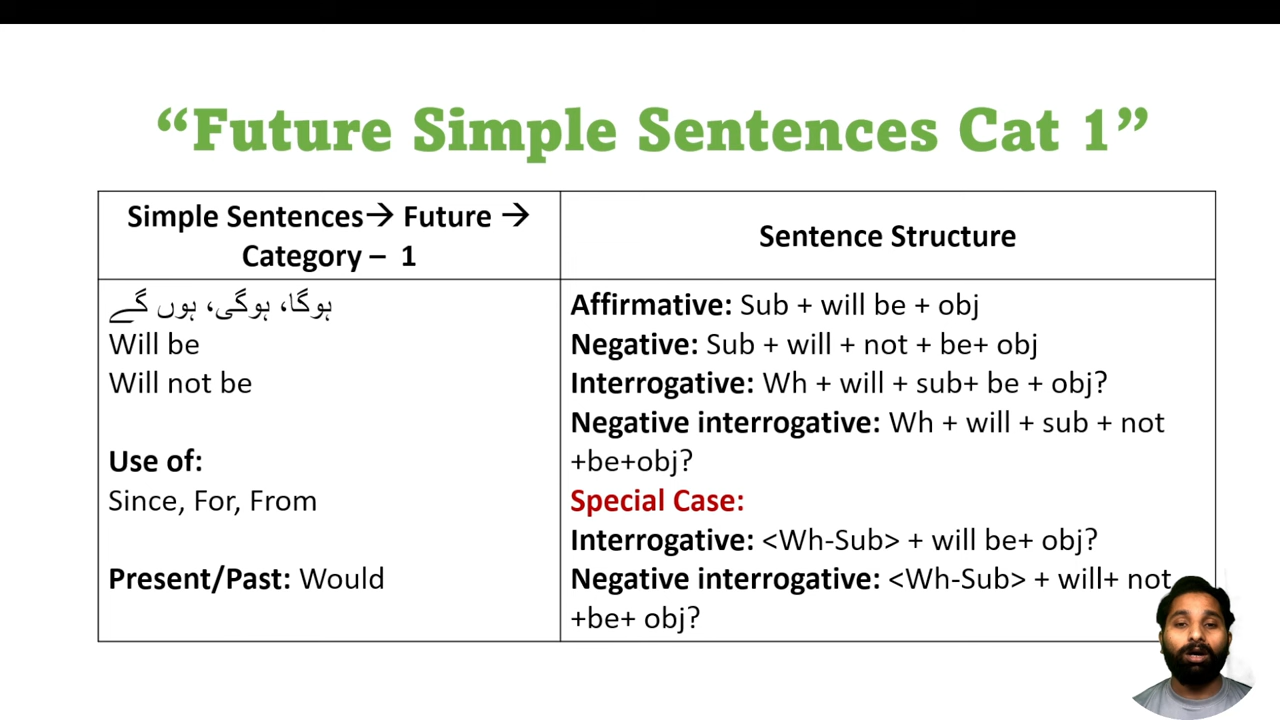 “Future Simple Sentences Cat 1”
Simple Sentences→ Future →
Category – 1
Sentence Structure
ہوگا، ہوگی، ہوں گے
Will be
Will not be
Use of:
Since, For, From
Present/Past: Would
Affirmative: Sub + will be + obj
Negative: Sub + will + not + be+ obj
Interrogative: Wh + will + sub+ be + obj?
Negative interrogative: Wh + will + sub + not
+be+obj?
Special Case:
Interrogative: <Wh-Sub> + will be+ obj?
Negative interrogative: <Wh-Sub> + will+ not
+be+ obj?